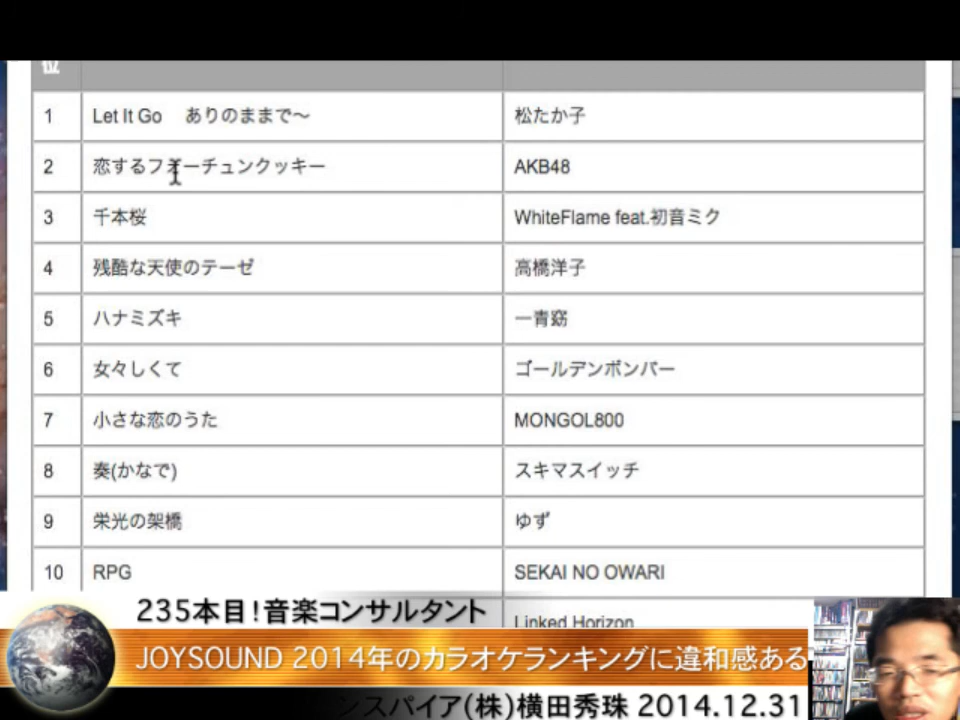 位
1 Let It Go ありのままで～ 松たか子
2 恋するフォーチュンクッキー AKB48
3 千本桜 WhiteFlame feat.初音ミク
4 残酷な天使のテーゼ 高橋洋子
5 ハナミズキ 一青窈
6 女々しくて ゴールデンボンバー
7 小さな恋のうた MONGOL800
8 奏(かなで) スキマスイッチ
9 栄光の架橋 ゆず
10 RPG SEKAI NO OWARI
Linked Horizon
235本目!音楽コンサルタント
JOYSOUND 2014年のカラオケランキングに違和感ある
ンスパイア(株)横田秀珠 2014.12.31